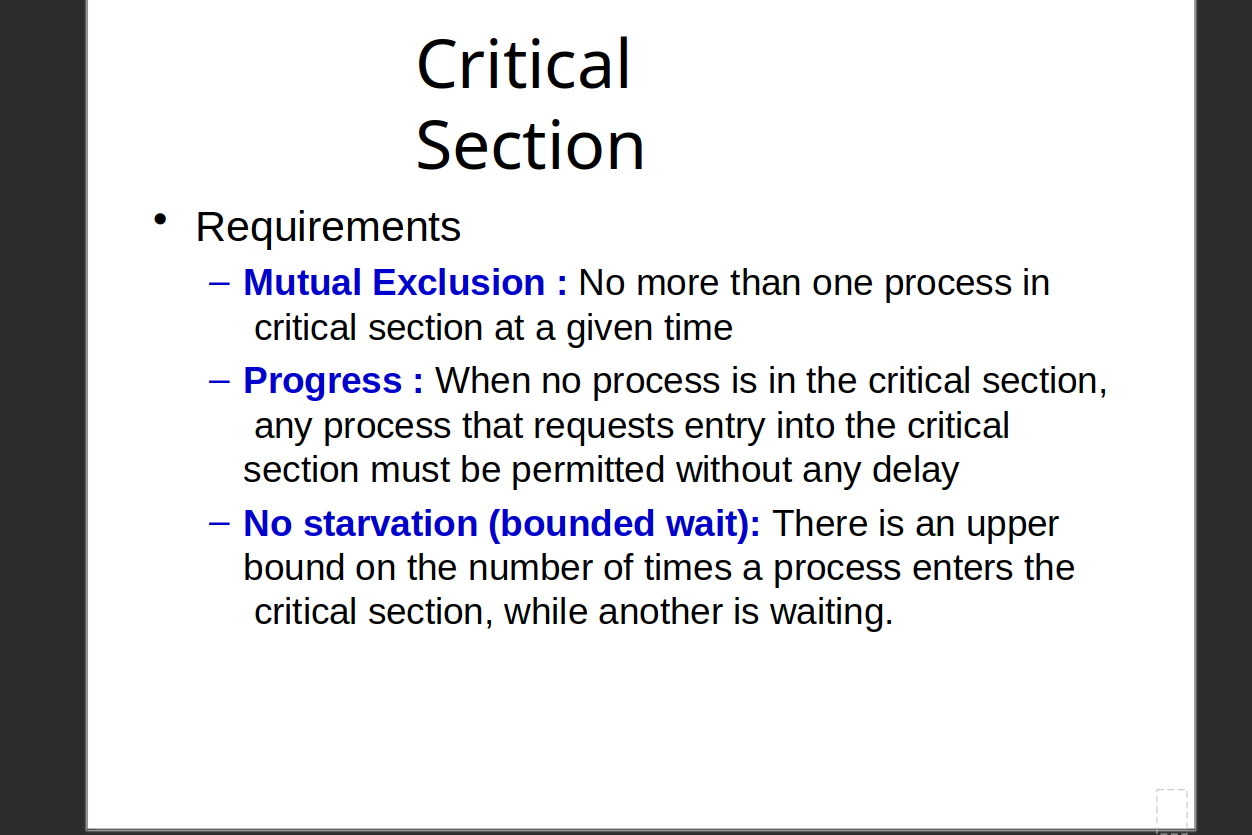 Critical
Section
• Requirements
– Mutual Exclusion : No more than one process in
critical section at a given time
– Progress : When no process is in the critical section,
any process that requests entry into the critical
section must be permitted without any delay
– No starvation (bounded wait): There is an upper
bound on the number of times a process enters the
critical section, while another is waiting.